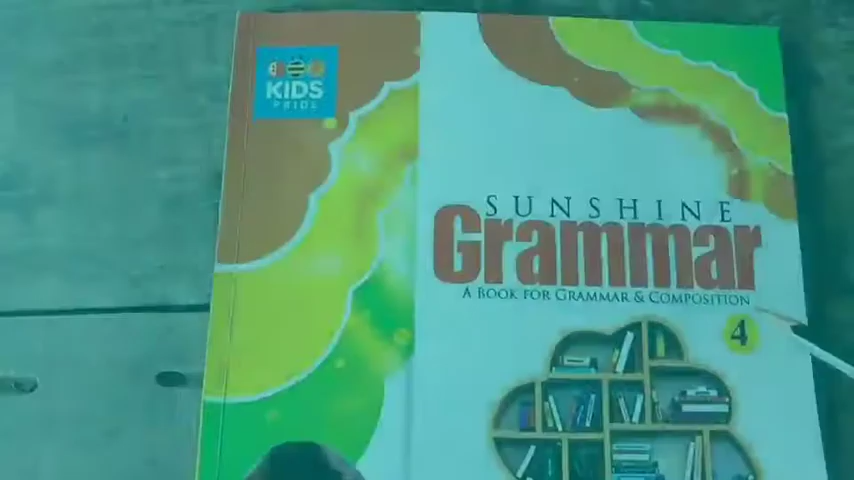 KIDS
PRIDE
SUNSHINE
Grammar
A BOOK FOR GRAMMAR & COMPOSITION
4